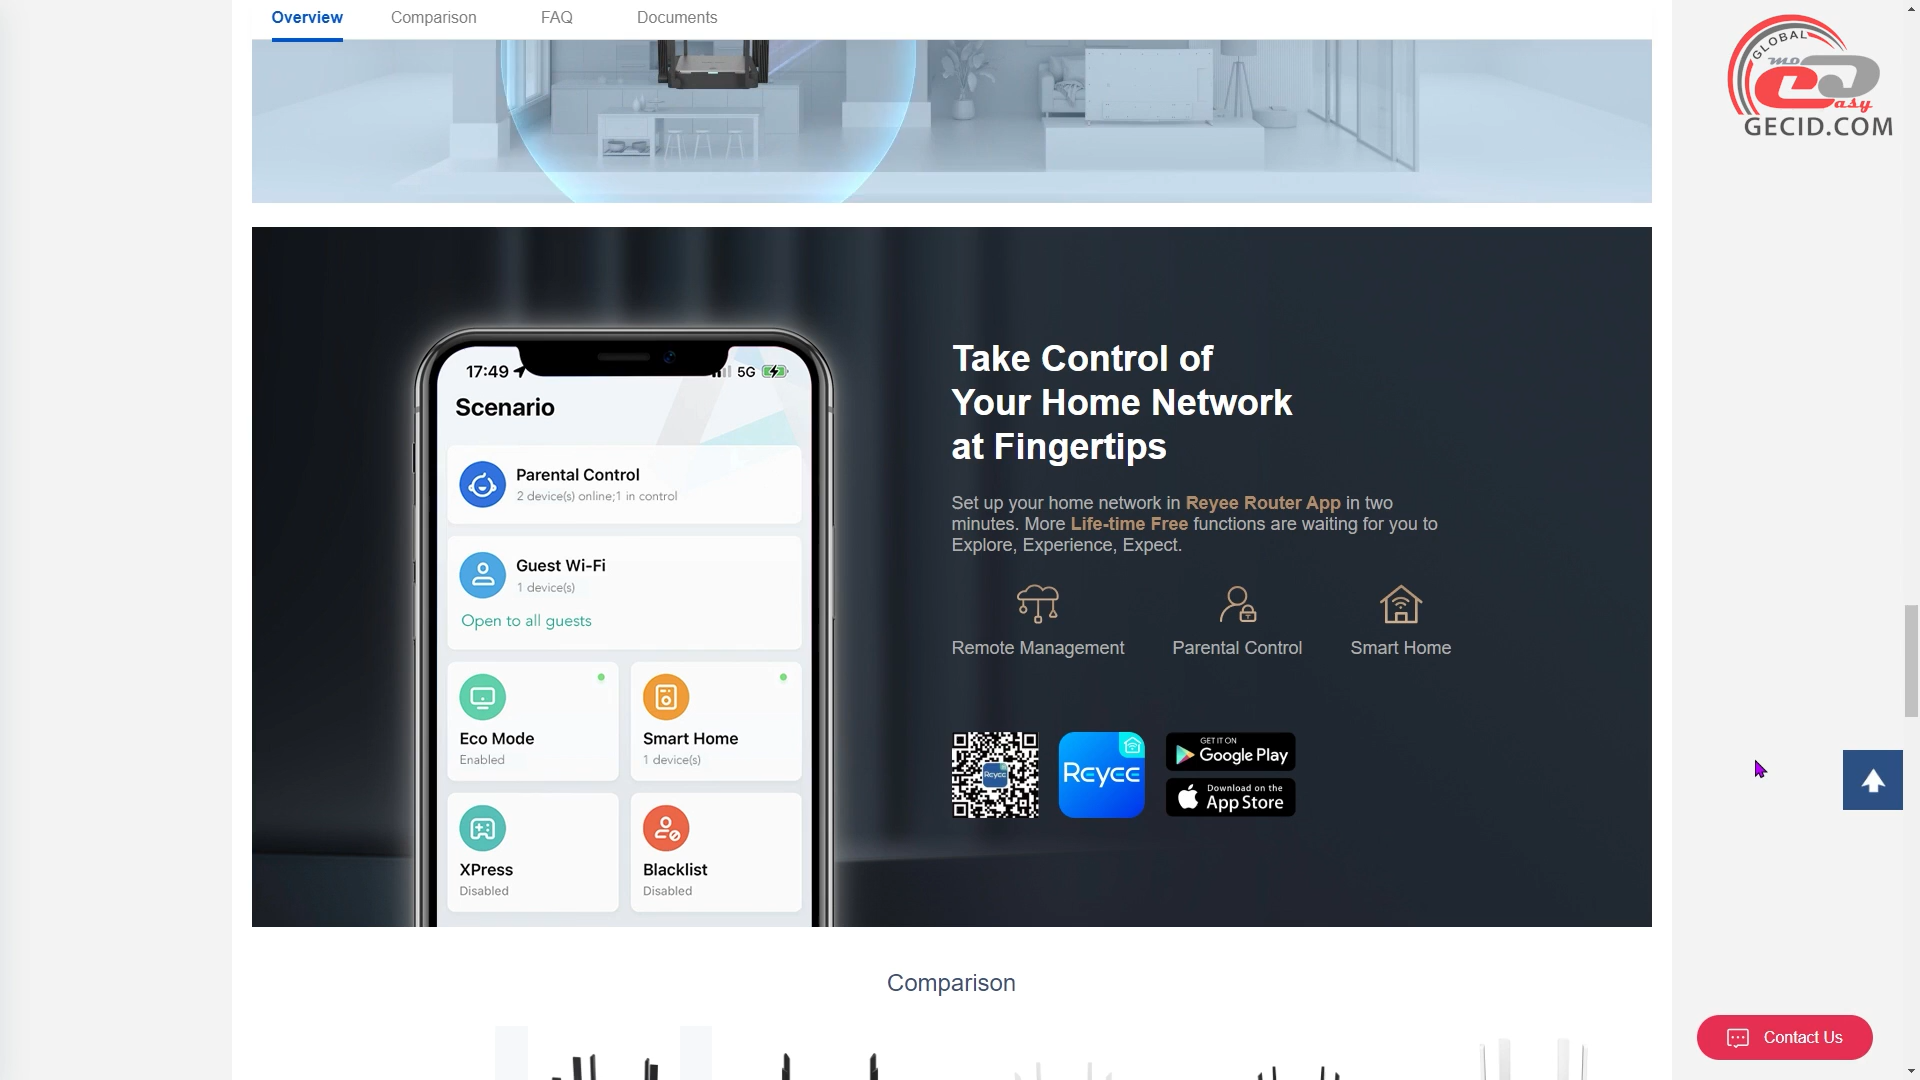 Overview
Comparison
FAQ
Documents
GLOBAL
asy
GECID.COM
17:49
5G
Scenario
Parental Control
2 device(s) online;1 in control
Guest Wi-Fi
1 device(s)
Open to all guests
Eco Mode
Enabled
Smart Home
1 device(s)
XPress
Disabled
Blacklist
Disabled
Take Control of
Your Home Network
at Fingertips
Set up your home network in Reyee Router App in two
minutes. More Life-time Free functions are waiting for you to
Explore, Experience, Expect.
Remote Management
Parental Control
Smart Home
Reyee
Reyee
GET IT ON
Google Play
Download on the
App Store
Comparison
Contact Us